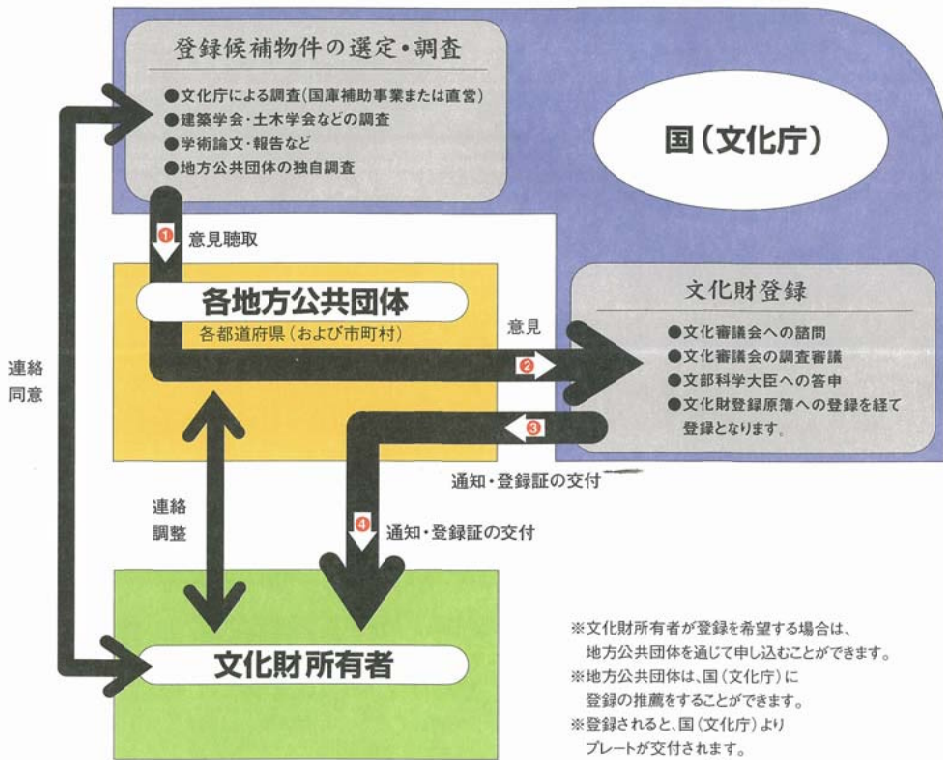 登録候補物件の選定・調査
●文化庁による調査(国庫補助事業または直営)
●建築学会・土木学会などの調査
●学術論文・報告など
●地方公共団体の独自調査
国(文化庁)
❶
意見聴取
各地方公共団体
各都道府県(および市町村)
意見
❷
文化財登録
●文化審議会への諮問
●文化審議会の調査審議
●文部科学大臣への答申
●文化財登録原簿への登録を経て
登録となります。
連絡
同意
❸
通知・登録証の交付
連絡
調整
❹
通知・登録証の交付
文化財所有者
※文化財所有者が登録を希望する場合は、
地方公共団体を通じて申し込むことができます。
※地方公共団体は、国(文化庁)に
登録の推薦をすることができます。
※登録されると、国(文化庁)より
プレートが交付されます。